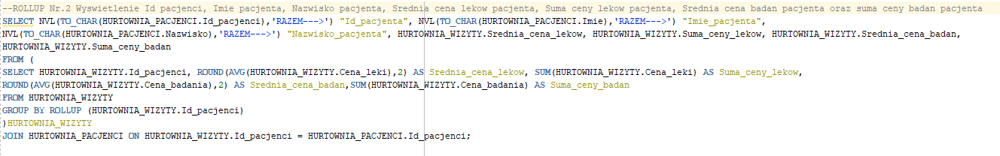 --ROLLUP Nr.2 Wyswietlenie Id pacjenci, Imie pacjenta, Nazwisko pacjenta, Srednia cena lekow pacjenta, Suma ceny lekow pacjenta, Srednia cena badan pacjenta oraz suma ceny badan pacjenta
SELECT NVL(TO_CHAR(HURTOWNIA_PACJENCI.Id_pacjenci),'RAZEM--->') "Id_pacjenta", NVL(TO_CHAR(HURTOWNIA_PACJENCI.Imie),'RAZEM--->') "Imie_pacjenta",
NVL(TO_CHAR(HURTOWNIA_PACJENCI.Nazwisko),'RAZEM--->') "Nazwisko_pacjenta", HURTOWNIA_WIZYTY.Srednia_cena_lekow, HURTOWNIA_WIZYTY.Suma_ceny_lekow, HURTOWNIA_WIZYTY.Srednia_cena_badan,
HURTOWNIA_WIZYTY.Suma_ceny_badan
FROM (
SELECT HURTOWNIA_WIZYTY.Id_pacjenci, ROUND(AVG(HURTOWNIA_WIZYTY.Cena_leki),2) AS Srednia_cena_lekow, SUM(HURTOWNIA_WIZYTY.Cena_leki) AS Suma_ceny_lekow,
ROUND(AVG(HURTOWNIA_WIZYTY.Cena_badania),2) AS Srednia_cena_badan,SUM(HURTOWNIA_WIZYTY.Cena_badania) AS Suma_ceny_badan
FROM HURTOWNIA_WIZYTY
GROUP BY ROLLUP (HURTOWNIA_WIZYTY.Id_pacjenci)
)HURTOWNIA_WIZYTY
JOIN HURTOWNIA_PACJENCI ON HURTOWNIA_WIZYTY.Id_pacjenci = HURTOWNIA_PACJENCI.Id_pacjenci;